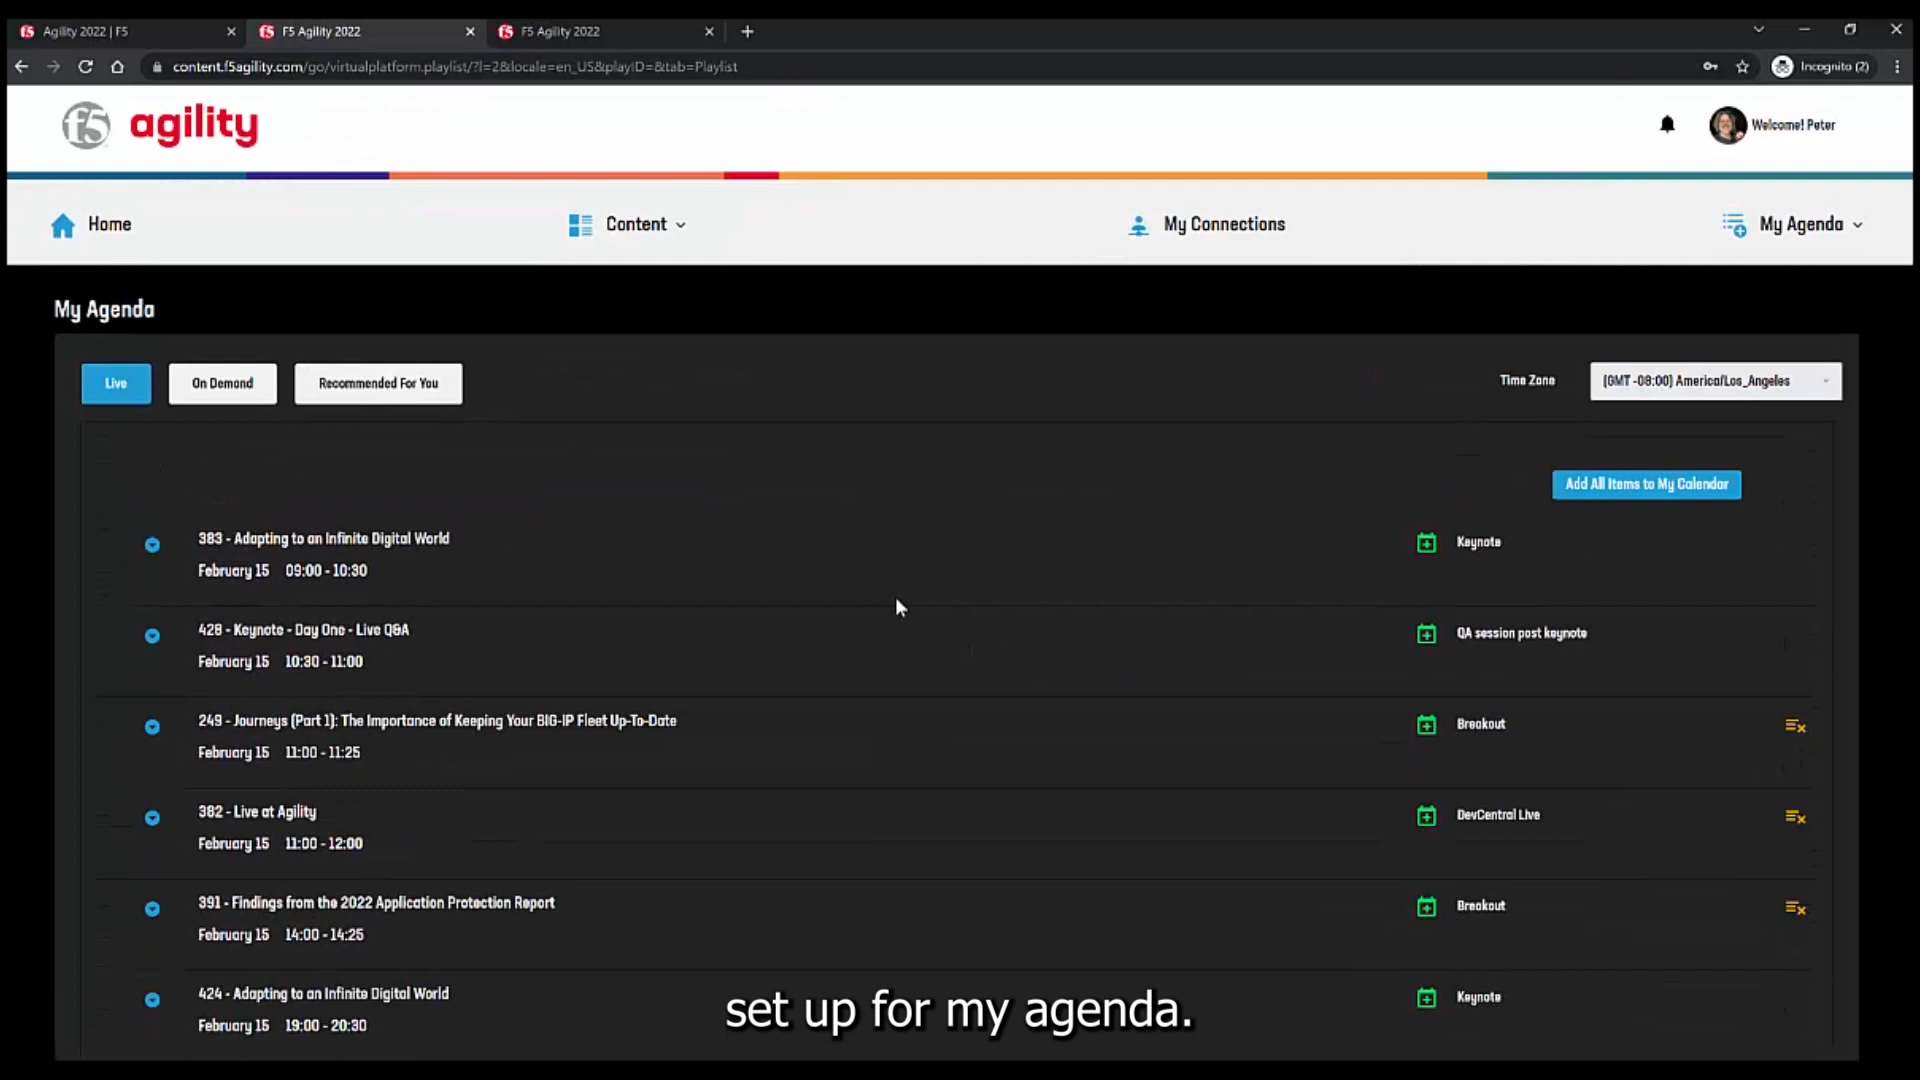 Agility 2022 | F5
F5 Agility 2022
F5 Agility 2022
content.f5agility.com/go/virtualplatform.playlist/?l=2&locale=en_US&playID=&tab=Playlist
Incognito (2)
f5 agility
Welcome! Peter
Home
Content
My Connections
My Agenda
My Agenda
Live
On Demand
Recommended For You
Time Zone
(GMT -08:00) America/Los_Angeles
Add All Items to My Calendar
383 - Adapting to an Infinite Digital World
Keynote
February 15 09:00 - 10:30
428 - Keynote - Day One - Live Q&A
QA session post keynote
February 15 10:30 - 11:00
249 - Journeys (Part 1): The Importance of Keeping Your BIG-IP Fleet Up-To-Date
Breakout
February 15 11:00 - 11:25
382 - Live at Agility
DevCentral Live
February 15 11:00 - 12:00
391 - Findings from the 2022 Application Protection Report
Breakout
February 15 14:00 - 14:25
424 - Adapting to an Infinite Digital World
Keynote
February 15 19:00 - 20:30
set up for my agenda.